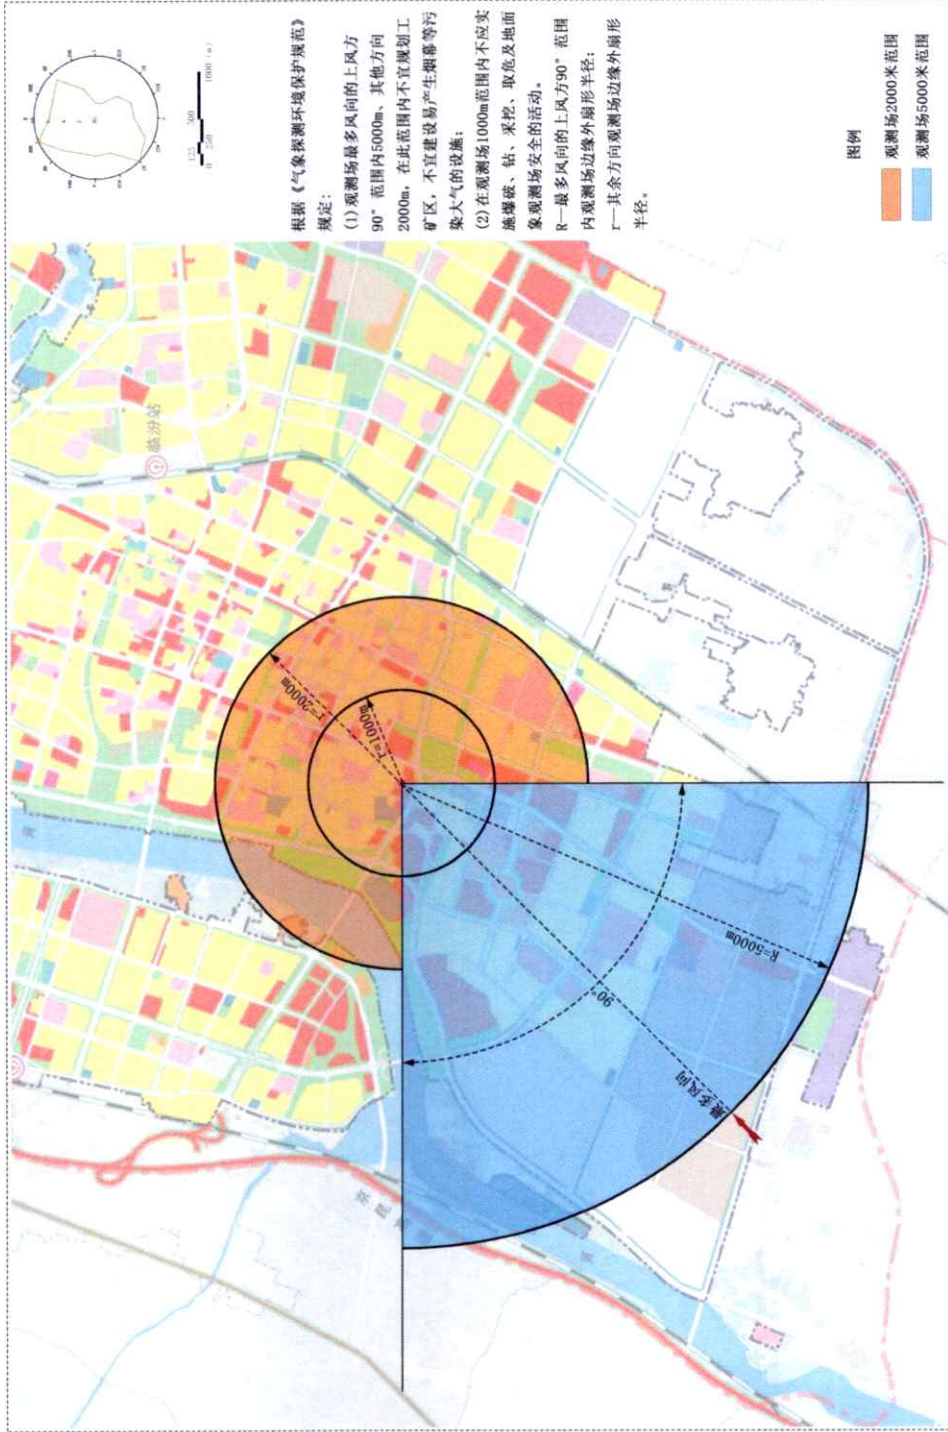 根据《气象探测环境保护规范》
规定:
(1)观测场最多风向的上风方
90°范围内5000m、其他方向
2000m，在此范围内不宜规划工
矿区，不宜建设易产生烟幕等污
染大气的设施;
(2)在观测场1000m范围内不应实
施爆破、钻、采挖、取危及地面
象观测场安全的活动。
R—最多风向的上风方90°范围
内观测场边缘外扇形半径;
r—其余方向观测场边缘外扇形
半径。
0 125 250 500 1000 (m)
临汾站
r=2000m
r=1000m
R=5000m
90°
最多风向
河
图例
观测场2000米范围
观测场5000米范围